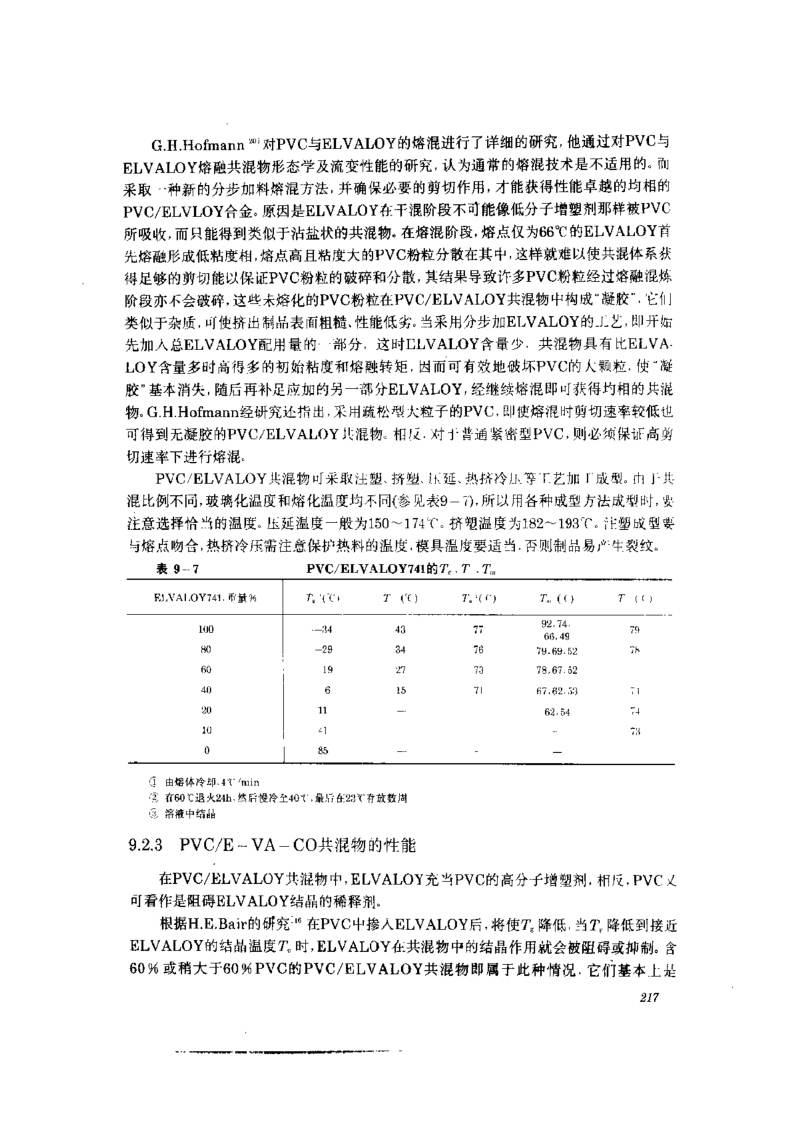 G.H.Hofmann 对PVC与ELVALOY的熔混进行了详细的研究,他通过对PVC与
ELVALOY熔融共混物形态学及流变性能的研究,认为通常的熔混技术是不适用的。而
采取一种新的分步加料熔混方法,并确保必要的剪切作用,才能获得性能卓越的均相的
PVC/ELVLOY合金。原因是ELVALOY在干混阶段不可能像低分子增塑剂那样被PVC
所吸收,而只能得到类似于沾盐状的共混物。在熔混阶段,熔点仅为66℃的ELVALOY首
先熔融形成低粘度相,熔点高且粘度大的PVC粉粒分散在其中,这样就难以使共混体系获
得足够的剪切能以保证PVC粉粒的破碎和分散,其结果导致许多PVC粉粒经过熔融混炼
阶段亦不会破碎,这些未熔化的PVC粉粒在PVC/ELVALOY共混物中构成“凝胶”,它们
类似于杂质,可使挤出制品表面粗糙、性能低劣。当采用分步加ELVALOY的工艺,即开始
先加入总ELVALOY配用量的一部分,这时ELVALOY含量少,共混物具有比ELVA-
LOY含量多时高得多的初始粘度和熔融转矩,因而可有效地破坏PVC的大颗粒,使“凝
胶”基本消失,随后再补足应加的另一部分ELVALOY,经继续熔混即可获得均相的共混
物。G.H.Hofmann经研究还指出,采用疏松型大粒子的PVC,即使熔混时剪切速率较低也
可得到无凝胶的PVC/ELVALOY共混物。相反,对于普通紧密型PVC,则必须保证高剪
切速率下进行熔混。
PVC/ELVALOY共混物可采取注塑、挤塑、压延、热挤冷压等工艺加工成型。由于共
混比例不同,玻璃化温度和熔化温度均不同(参见表9-7),所以用各种成型方法成型时,要
注意选择恰当的温度。压延温度一般为150~174℃。挤塑温度为182~193℃。注塑成型要
与熔点吻合,热挤冷压需注意保护热料的温度,模具温度要适当,否则制品易产生裂纹。
表 9-7 PVC/ELVALOY741的Tg、T、Tm
ELVALOY741,重量% Tg(℃) T (℃) Tm(℃) Tm (℃) T (℃)
100 -34 43 77 92,74,66,49 79
80 -29 34 76 79,69,52 78
60 19 27 73 78,67,52
40 6 15 71 67,62,53 71
20 11 — 62,54 74
10 41 - 73
0 85 — - —
① 由熔体冷却,4℃/min
② 在60℃退火24h,然后慢冷至40℃,最后在23℃存放数周
③ 溶液中结晶
9.2.3 PVC/E-VA-CO共混物的性能
在PVC/ELVALOY共混物中,ELVALOY充当PVC的高分子增塑剂,相反,PVC又
可看作是阻碍ELVALOY结晶的稀释剂。
根据H.E.Bair的研究 在PVC中掺入ELVALOY后,将使Tg降低,当Tg降低到接近
ELVALOY的结晶温度Tc时,ELVALOY在共混物中的结晶作用就会被阻碍或抑制。含
60%或稍大于60%PVC的PVC/ELVALOY共混物即属于此种情况,它们基本上是
217